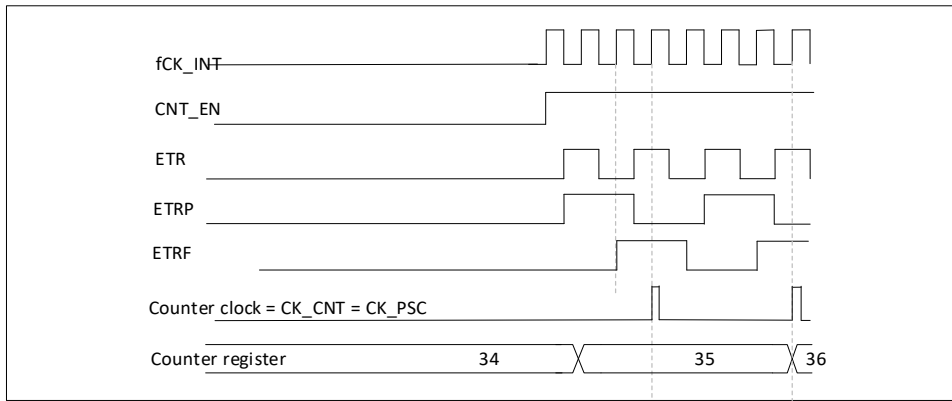 fCK_INT
CNT_EN
ETR
ETRP
ETRF
Counter clock = CK_CNT = CK_PSC
Counter register 34 35 36